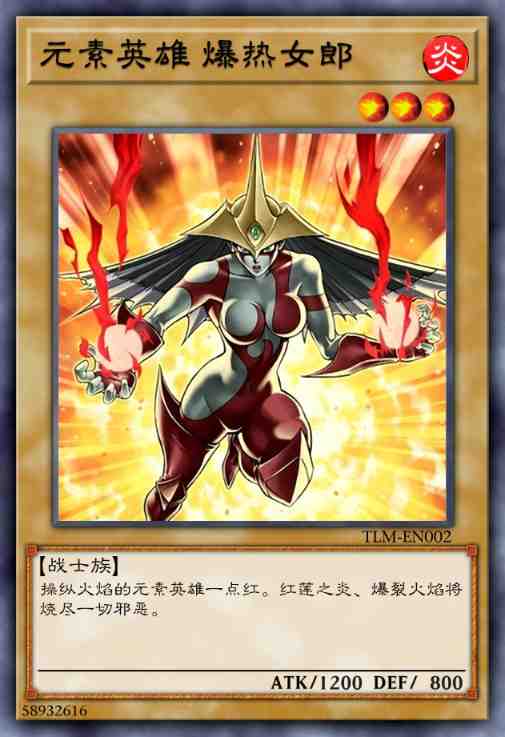 元素英雄 爆热女郎
炎
TLM-EN002
【战士族】
操纵火焰的元素英雄一点红。红莲之炎、爆裂火焰将
烧尽一切邪恶。
ATK/1200 DEF/ 800
58932616